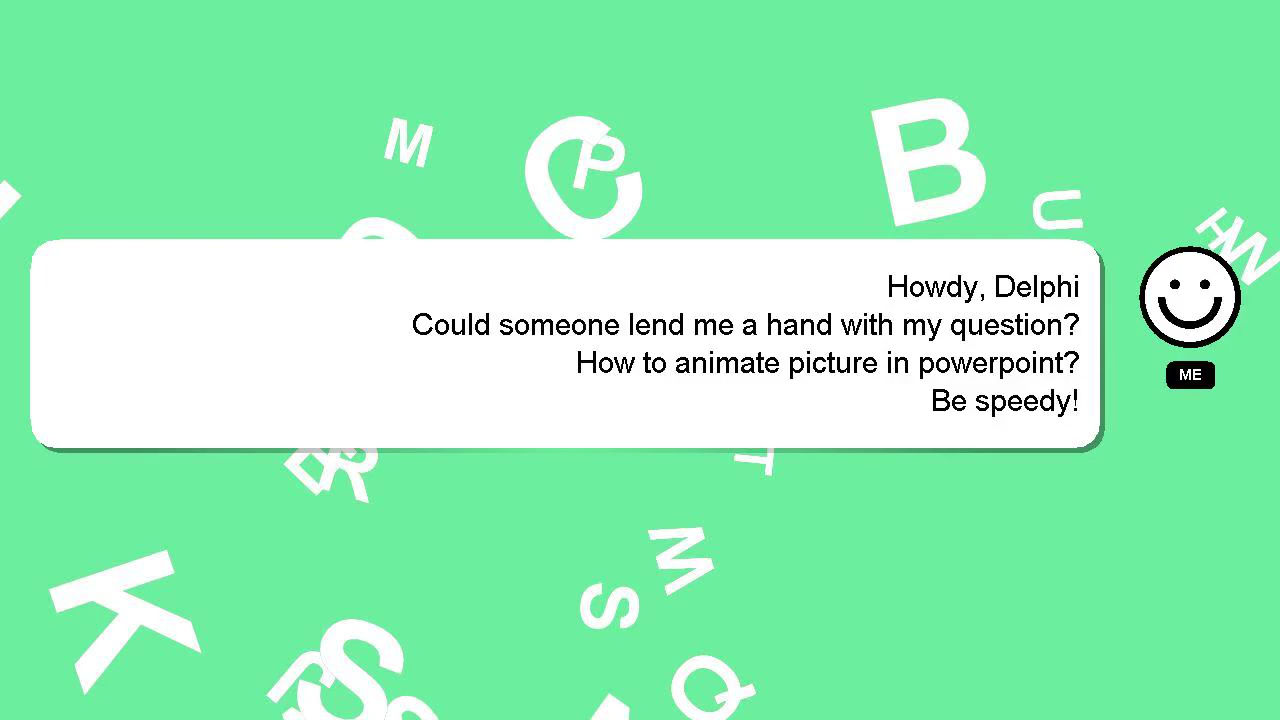 M
C
P
B
U
H
W
Howdy, Delphi
Could someone lend me a hand with my question?
How to animate picture in powerpoint?
Be speedy!
ME
R
T
K
M
S
S
Q